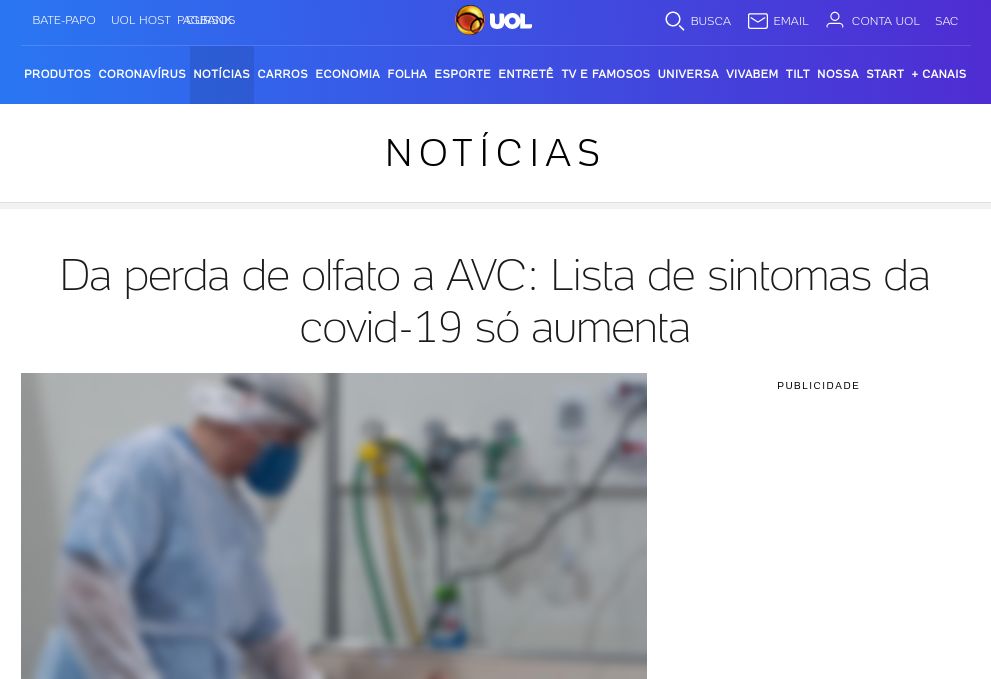 BATE-PAPO UOL HOST PAGBANK CURSOS UOL BUSCA EMAIL CONTA UOL SAC
PRODUTOS CORONAVÍRUS NOTÍCIAS CARROS ECONOMIA FOLHA ESPORTE ENTRETÊ TV E FAMOSOS UNIVERSA VIVABEM TILT NOSSA START + CANAIS
NOTÍCIAS
Da perda de olfato a AVC: Lista de sintomas da
covid-19 só aumenta
PUBLICIDADE